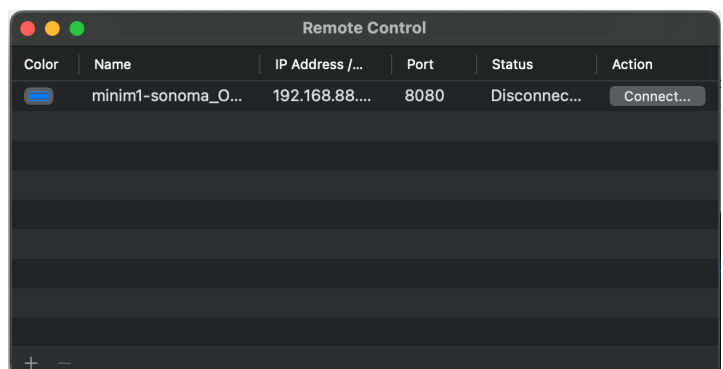 Remote Control
Color Name IP Address /... Port Status Action
minim1-sonoma_O... 192.168.88.... 8080 Disconnec... Connect...
+ −